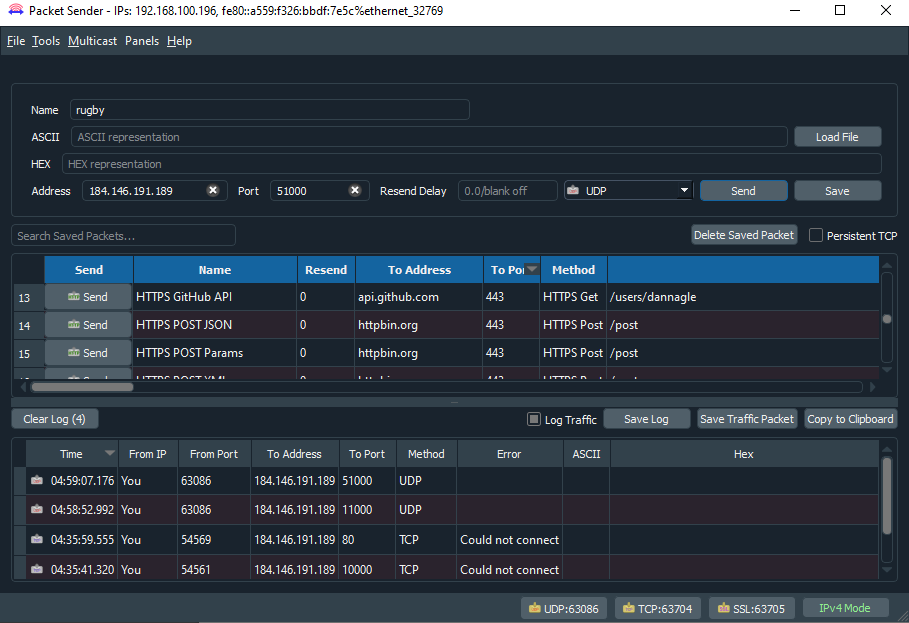 Packet Sender - IPs: 192.168.100.196, fe80::a559:f326:bbdf:7e5c%ethernet_32769
File Tools Multicast Panels Help
Name rugby
ASCII ASCII representation Load File
HEX HEX representation
Address 184.146.191.189 Port 51000 Resend Delay 0.0/blank off UDP Send Save
Search Saved Packets... Delete Saved Packet Persistent TCP
Send Name Resend To Address To Por Method
13 Send HTTPS GitHub API 0 api.github.com 443 HTTPS Get /users/dannagle
14 Send HTTPS POST JSON 0 httpbin.org 443 HTTPS Post /post
15 Send HTTPS POST Params 0 httpbin.org 443 HTTPS Post /post
Clear Log (4) Log Traffic Save Log Save Traffic Packet Copy to Clipboard
Time From IP From Port To Address To Port Method Error ASCII Hex
04:59:07.176 You 63086 184.146.191.189 51000 UDP
04:58:52.992 You 63086 184.146.191.189 11000 UDP
04:35:59.555 You 54569 184.146.191.189 80 TCP Could not connect
04:35:41.320 You 54561 184.146.191.189 10000 TCP Could not connect
UDP:63086 TCP:63704 SSL:63705 IPv4 Mode